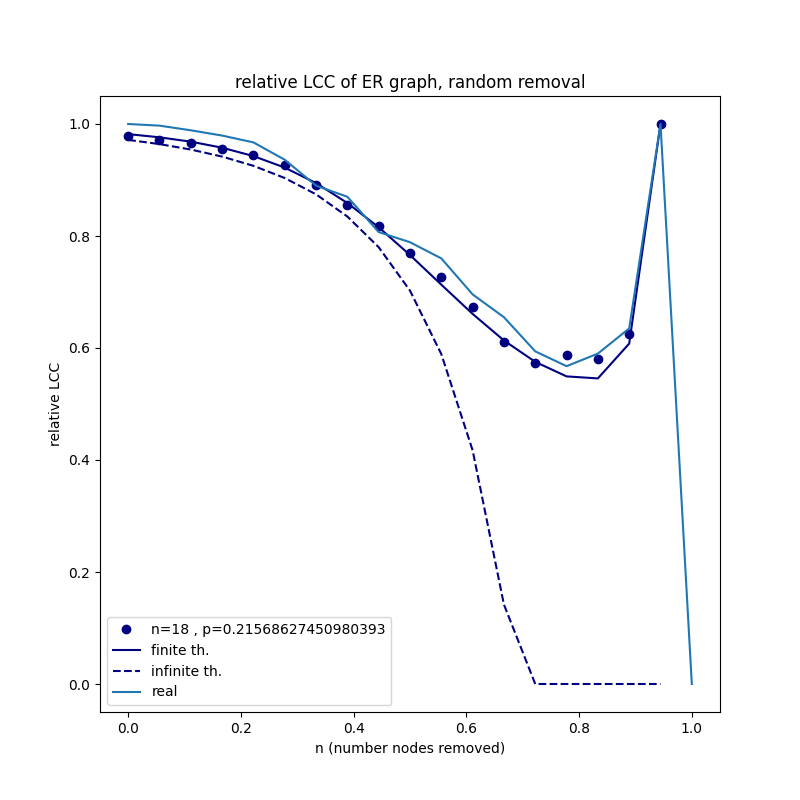 relative LCC of ER graph, random removal
1.0
0.8
0.6
0.4
0.2
0.0
relative LCC
n=18 , p=0.21568627450980393
finite th.
infinite th.
real
0.0 0.2 0.4 0.6 0.8 1.0
n (number nodes removed)